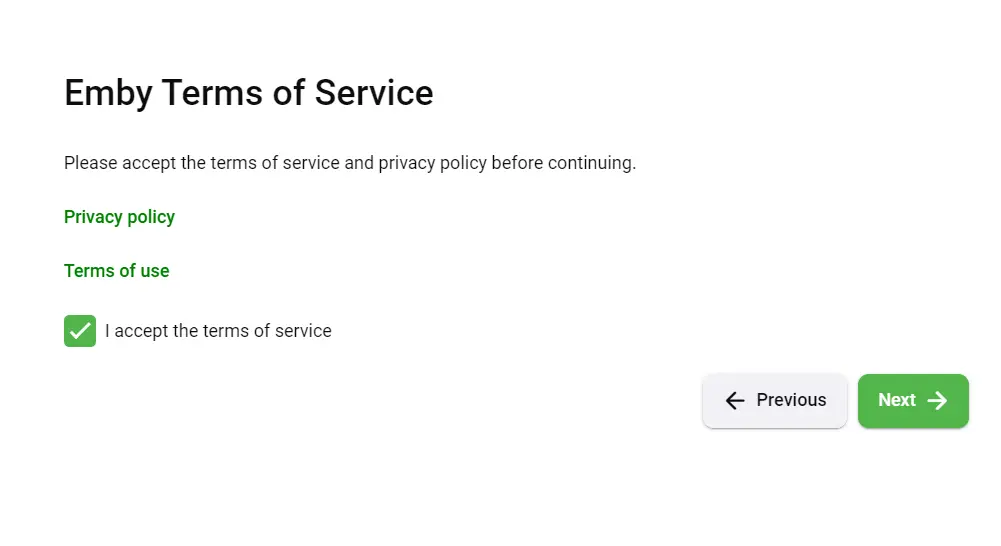 Emby Terms of Service
Please accept the terms of service and privacy policy before continuing.
Privacy policy
Terms of use
I accept the terms of service
Previous
Next